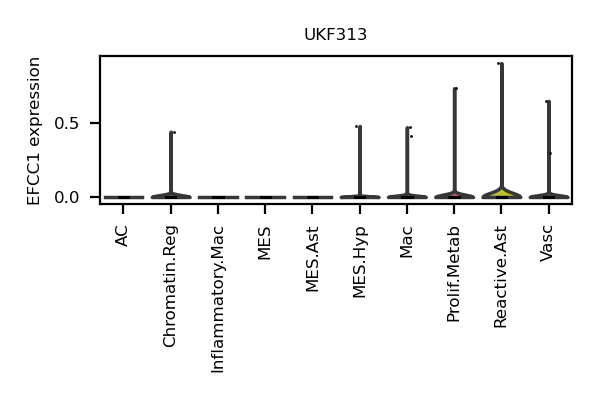 UKF313
EFCC1 expression
0.5
0.0
AC
Chromatin.Reg
Inflammatory.Mac
MES
MES.Ast
MES.Hyp
Mac
Prolif.Metab
Reactive.Ast
Vasc